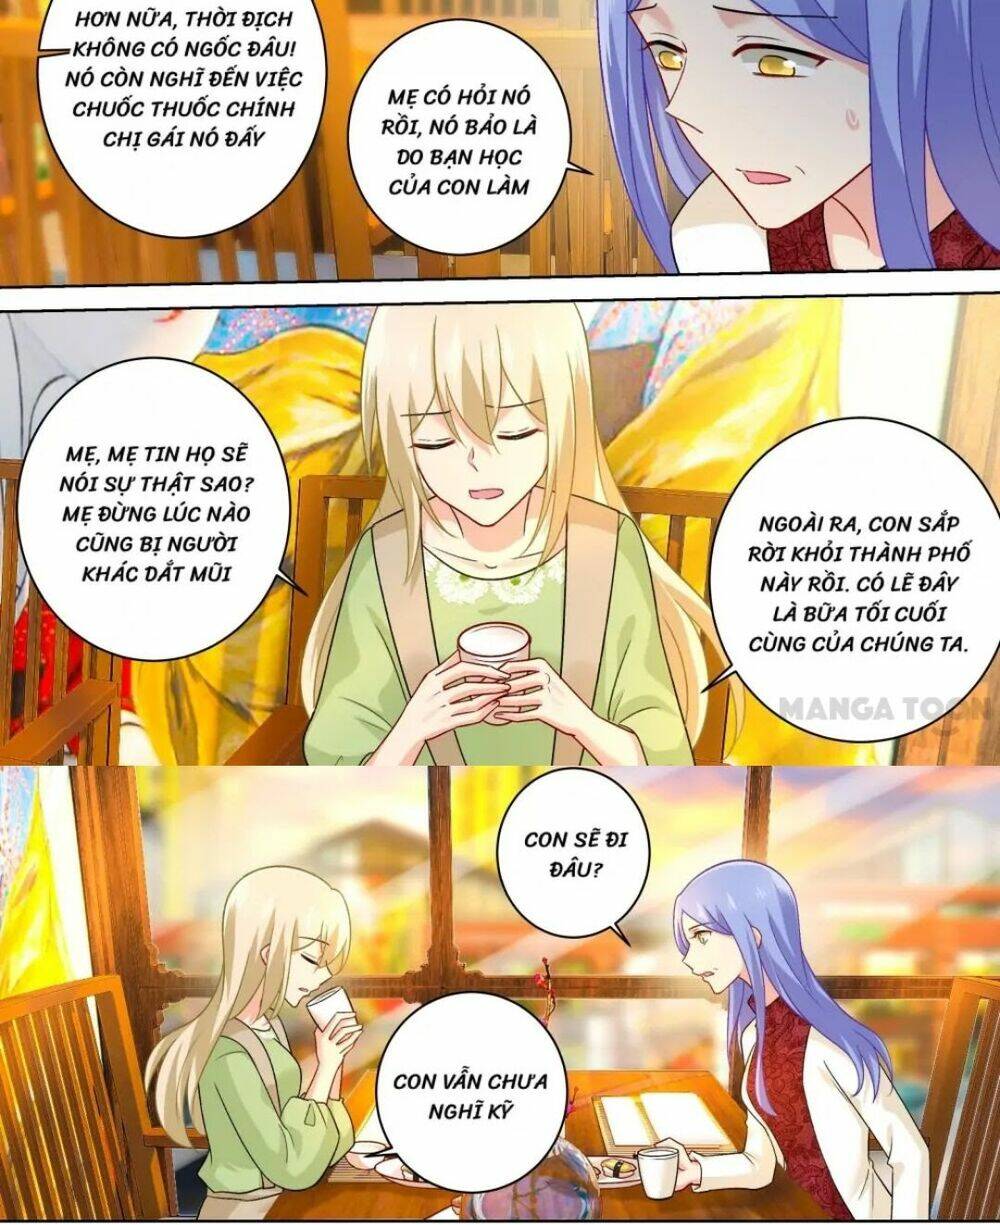 HƠN NỮA, THỜI ĐỊCH
KHÔNG CÓ NGỐC ĐÂU!
NÓ CÒN NGHĨ ĐẾN VIỆC
CHUỐC THUỐC CHÍNH
CHỊ GÁI NÓ ĐẤY
MẸ CÓ HỎI NÓ
RỒI, NÓ BẢO LÀ
DO BẠN HỌC
CỦA CON LÀM
MẸ, MẸ TIN HỌ SẼ
NÓI SỰ THẬT SAO?
MẸ ĐỪNG LÚC NÀO
CŨNG BỊ NGƯỜI
KHÁC DẮT MŨI
NGOÀI RA, CON SẮP
RỜI KHỎI THÀNH PHỐ
NÀY RỒI. CÓ LẼ ĐÂY
LÀ BỮA TỐI CUỐI
CÙNG CỦA CHÚNG TA.
MANGA TOON
CON SẼ ĐI
ĐÂU?
CON VẪN CHƯA
NGHĨ KỸ